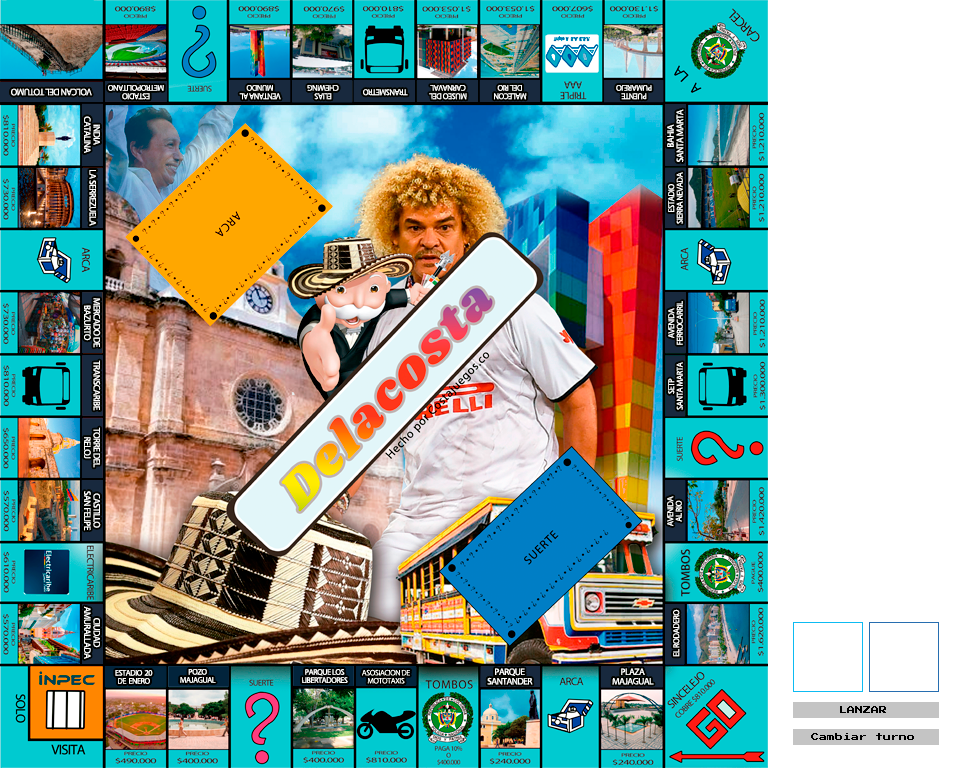 VOLCAN DEL TOTUMO
PRECIO
$890.000
ESTADIO
METROPOLITANO
SUERTE
PRECIO
$890.000
VENTANA AL
MUNDO
PRECIO
$970.000
ELIAS
CHEWING
PRECIO
$810.000
TRANSMETRO
PRECIO
$1.053.000
MUSEO DEL
CARNAVAL
PRECIO
$1.053.000
MALECON
DEL RIO
PRECIO
$607.000
AAA
TRIPLE
AAA
PRECIO
$1.130.000
PUENTE
PUMAREJO
A LA
CARCEL
INDIA
CATALINA
PRECIO
$810.000
LA SERREZUELA
PRECIO
$730.000
ARCA
MERCADO DE
BAZURTO
PRECIO
$730.000
TRANSCARIBE
PRECIO
$810.000
TORRE DEL
RELOJ
PRECIO
$650.000
CASTILLO
SAN FELIPE
PRECIO
$570.000
ELECTRICARIBE
Electricaribe
PRECIO
$610.000
CIUDAD
AMURALLADA
PRECIO
$570.000
ARCA
Delacosta
Hecho por Casajuegos.co
SUERTE
BAHIA
SANTA MARTA
PRECIO
$1.210.000
ESTADIO
SIERRA NEVADA
PRECIO
$1.210.000
ARCA
AVENIDA
FERROCARRIL
PRECIO
$1.210.000
SETP
SANTA MARTA
PRECIO
$1.300.000
SUERTE
AVENIDA
AL RIO
PRECIO
$1.420.000
TOMBOS
PAGUE
$400.000
EL RODADERO
PRECIO
$1.620.000
SOLO
INPEC
VISITA
ESTADIO 20
DE ENERO
PRECIO
$490.000
POZO
MAJAGUAL
PRECIO
$400.000
SUERTE
PARQUE LOS
LIBERTADORES
PRECIO
$400.000
ASOSIACION DE
MOTOTAXIS
PRECIO
$810.000
TOMBOS
PAGA 10%
O
$400.000
PARQUE
SANTANDER
PRECIO
$240.000
ARCA
PLAZA
MAJAGUAL
PRECIO
$240.000
SINCELEJO
COBRE $810.000
GO
LANZAR
Cambiar turno